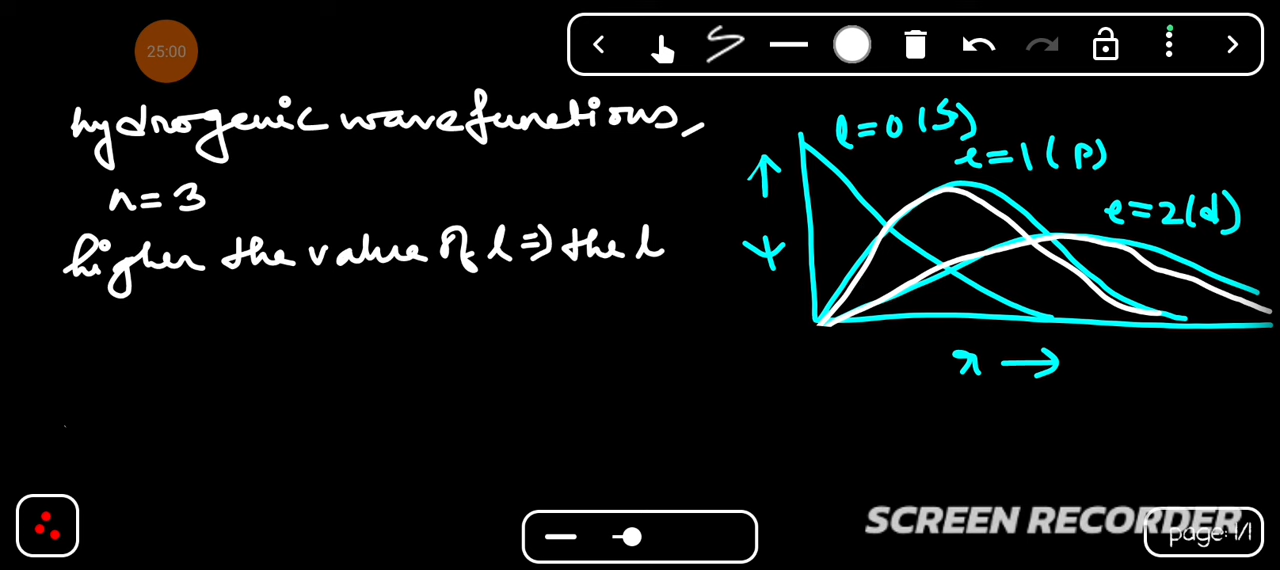 25:00
hydrogenic wavefunctions,
n = 3
higher the value of l ⇒ the l
l = 0 (S)
l = 1 (P)
l = 2 (d)
↑
ψ
r →
SCREEN RECORDER
page: 1/1